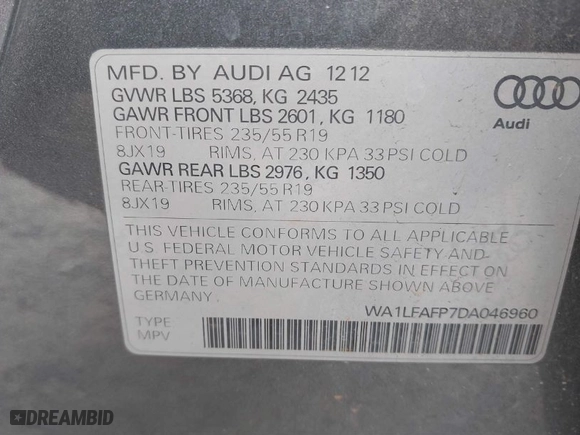 MFD. BY AUDI AG 12 12
GVWR LBS 5368, KG 2435
GAWR FRONT LBS 2601, KG 1180
FRONT-TIRES 235/55 R19
8JX19 RIMS, AT 230 KPA 33 PSI COLD
GAWR REAR LBS 2976, KG 1350
REAR-TIRES 235/55 R19
8JX19 RIMS, AT 230 KPA 33 PSI COLD
Audi
THIS VEHICLE CONFORMS TO ALL APPLICABLE
U.S. FEDERAL MOTOR VEHICLE SAFETY-AND-
THEFT PREVENTION STANDARDS IN EFFECT ON
THE DATE OF MANUFACTURE SHOWN ABOVE
GERMANY.
WA1LFAFP7DA046960
TYPE
MPV
DREAMBID